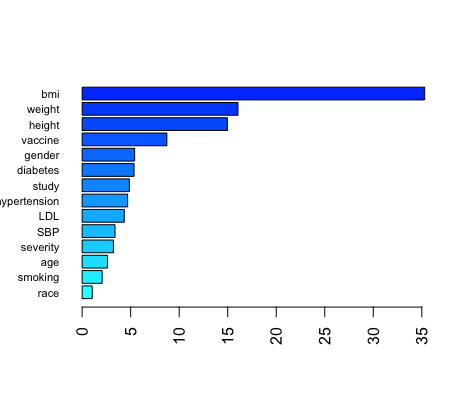 bmi
weight
height
vaccine
gender
diabetes
study
hypertension
LDL
SBP
severity
age
smoking
race
0 5 10 15 20 25 30 35